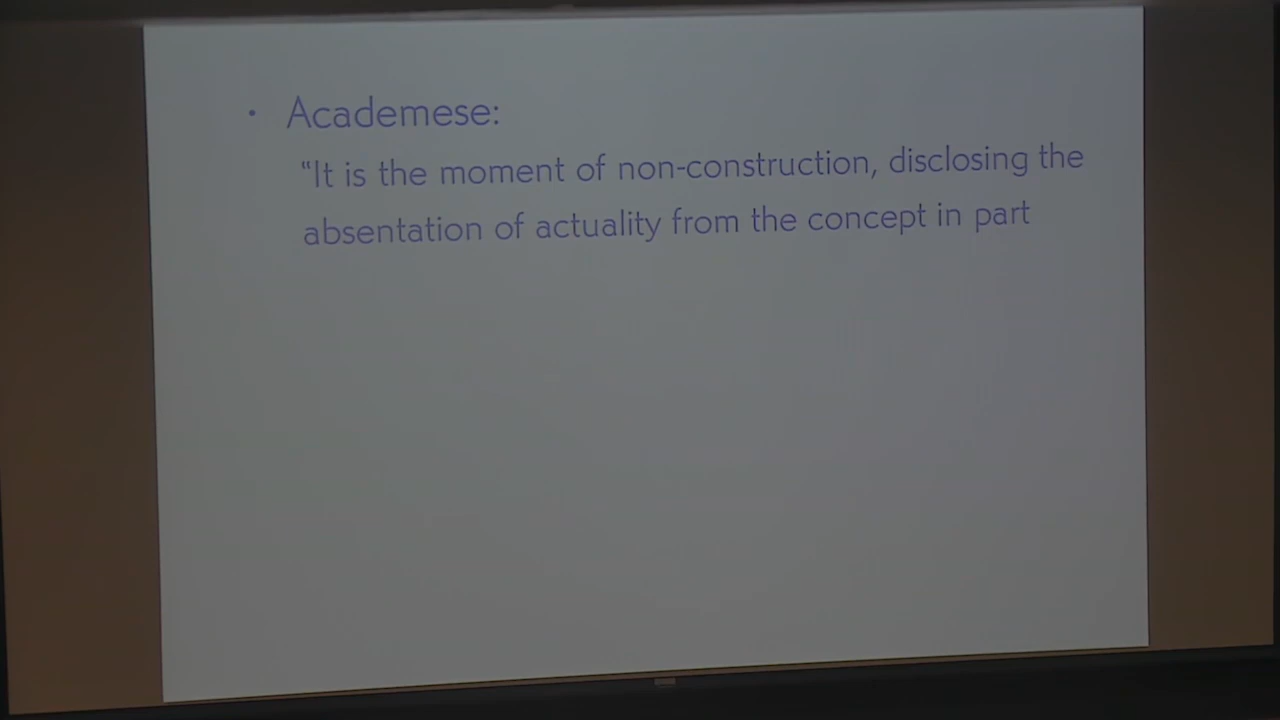 • Academese:
"It is the moment of non-construction, disclosing the
absentation of actuality from the concept in part